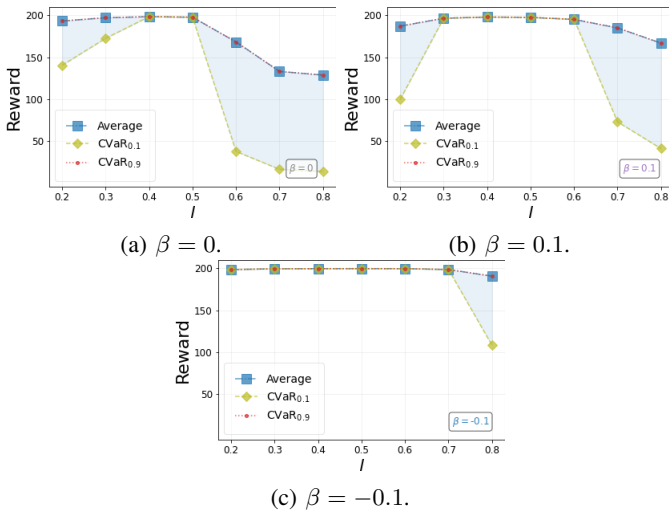 200
150
100
50
Reward
Average
CVaR0.1
CVaR0.9
β=0
0.2 0.3 0.4 0.5 0.6 0.7 0.8
l
(a) β = 0.
200
150
100
50
Reward
Average
CVaR0.1
CVaR0.9
β=0.1
0.2 0.3 0.4 0.5 0.6 0.7 0.8
l
(b) β = 0.1.
200
150
100
50
Reward
Average
CVaR0.1
CVaR0.9
β=-0.1
0.2 0.3 0.4 0.5 0.6 0.7 0.8
l
(c) β = −0.1.